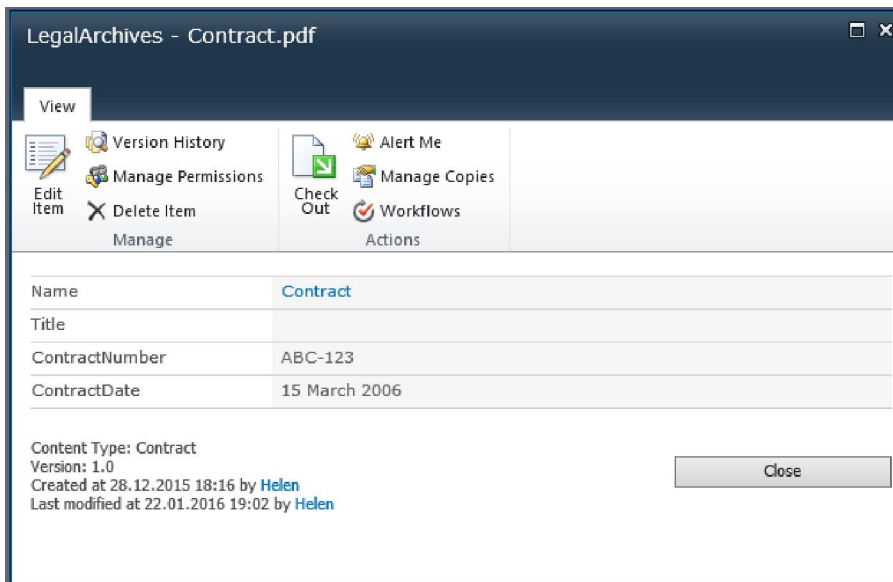 LegalArchives - Contract.pdf
View
Edit Item
Version History
Manage Permissions
Delete Item
Manage
Check Out
Alert Me
Manage Copies
Workflows
Actions
Name Contract
Title
ContractNumber ABC-123
ContractDate 15 March 2006
Content Type: Contract
Version: 1.0
Created at 28.12.2015 18:16 by Helen
Last modified at 22.01.2016 19:02 by Helen
Close